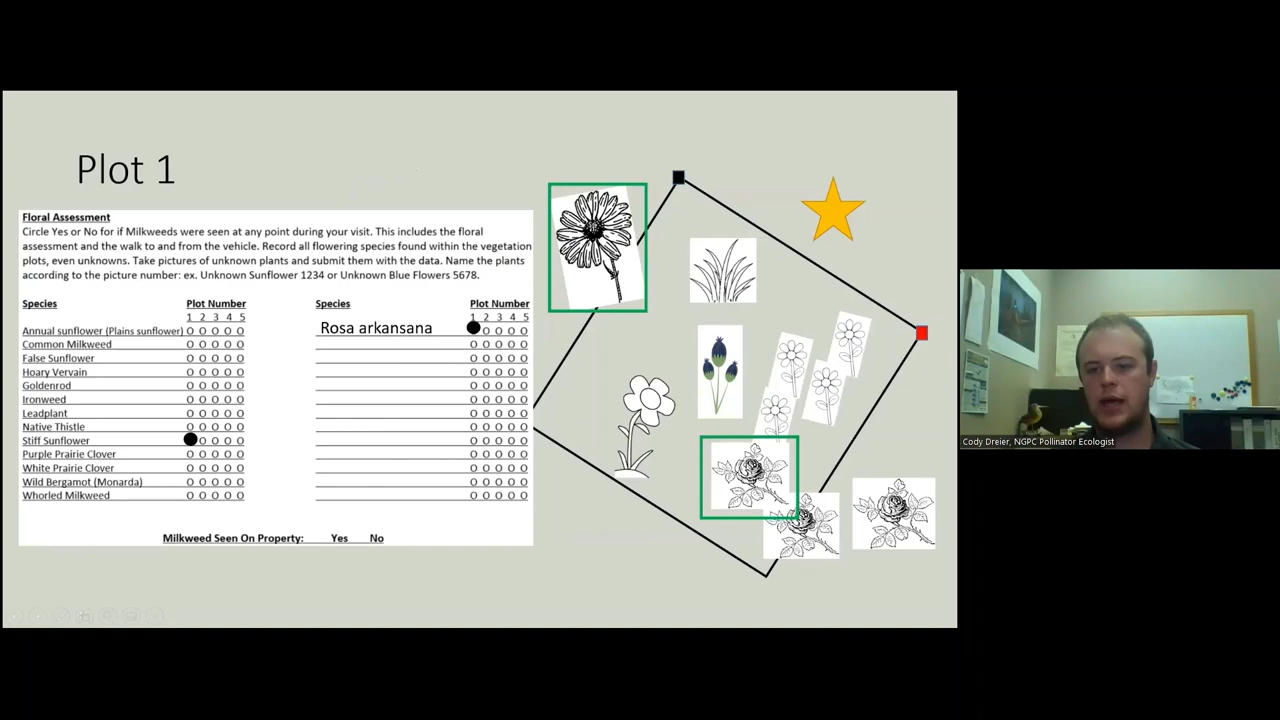 Plot 1
Floral Assessment
Circle Yes or No for if Milkweeds were seen at any point during your visit. This includes the floral
assessment and the walk to and from the vehicle. Record all flowering species found within the vegetation
plots, even unknowns. Take pictures of unknown plants and submit them with the data. Name the plants
according to the picture number: ex. Unknown Sunflower 1234 or Unknown Blue Flowers 5678.
Species Plot Number Species Plot Number
1 2 3 4 5 1 2 3 4 5
Annual sunflower (Plains sunflower) O O O O O Rosa arkansana O O O O
Common Milkweed O O O O O O O O O O
False Sunflower O O O O O O O O O O
Hoary Vervain O O O O O O O O O O
Goldenrod O O O O O O O O O O
Ironweed O O O O O O O O O O
Leadplant O O O O O O O O O O
Native Thistle O O O O O O O O O O
Stiff Sunflower O O O O O O O O O
Purple Prairie Clover O O O O O O O O O O
White Prairie Clover O O O O O O O O O O
Wild Bergamot (Monarda) O O O O O O O O O O
Whorled Milkweed O O O O O O O O O O
Milkweed Seen On Property: Yes No
Cody Dreier, NGPC Pollinator Ecologist